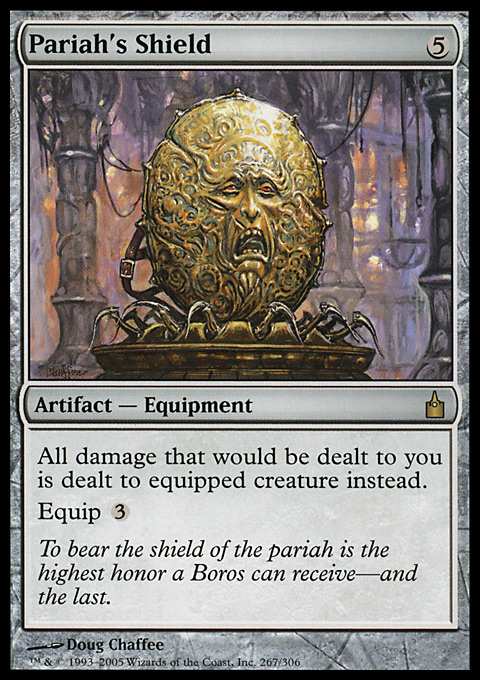 Pariah's Shield 5
Artifact — Equipment
All damage that would be dealt to you
is dealt to equipped creature instead.
Equip 3
To bear the shield of the pariah is the
highest honor a Boros can receive—and
the last.
Doug Chaffee
™ & © 1993–2005 Wizards of the Coast, Inc. 267/306